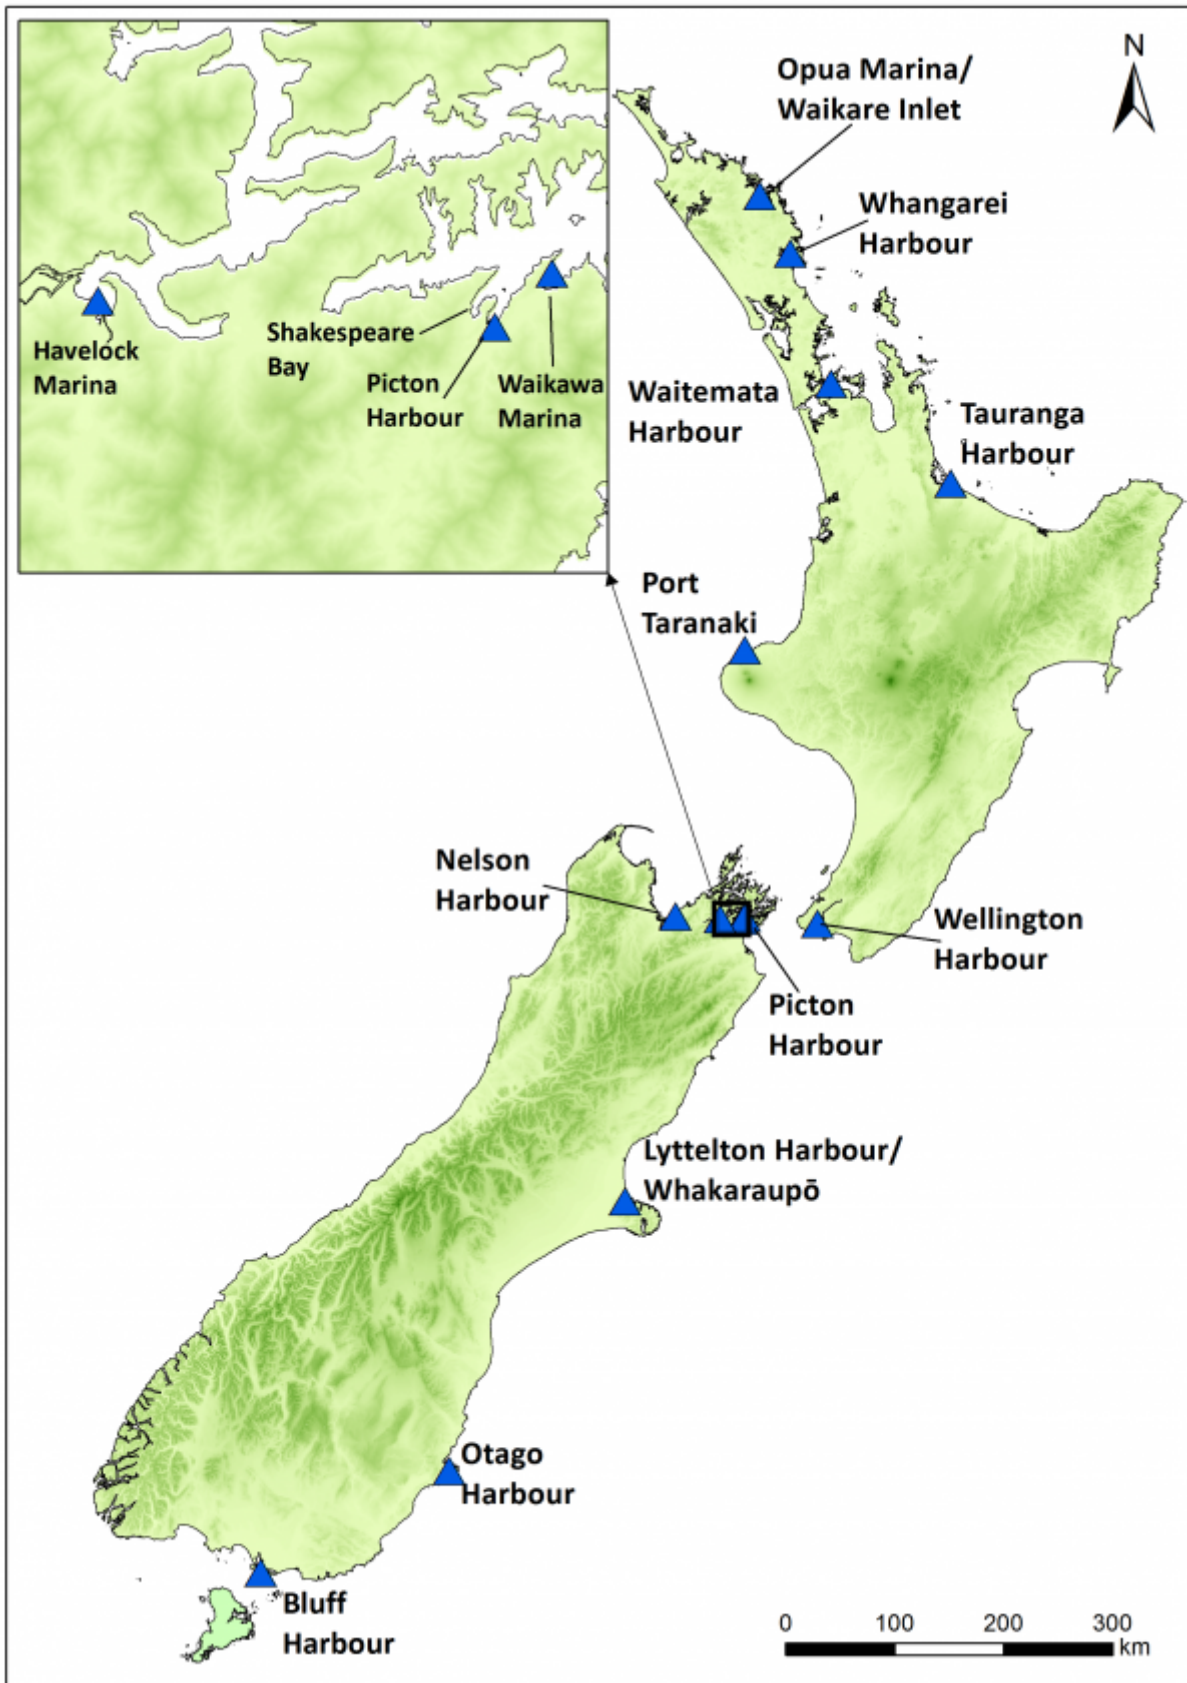 N
Opua Marina/
Waikare Inlet
Whangarei
Harbour
Shakespeare
Bay
Havelock
Marina
Picton
Harbour
Waikawa
Marina
Waitemata
Harbour
Tauranga
Harbour
Port
Taranaki
Nelson
Harbour
Wellington
Harbour
Picton
Harbour
Lyttelton Harbour/
Whakaraupō
Otago
Harbour
Bluff
Harbour
0 100 200 300
km